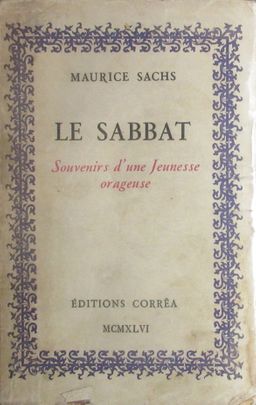 MAURICE SACHS
LE SABBAT
Souvenirs d'une Jeunesse
orageuse
ÉDITIONS CORRÊA
MCMXLVI